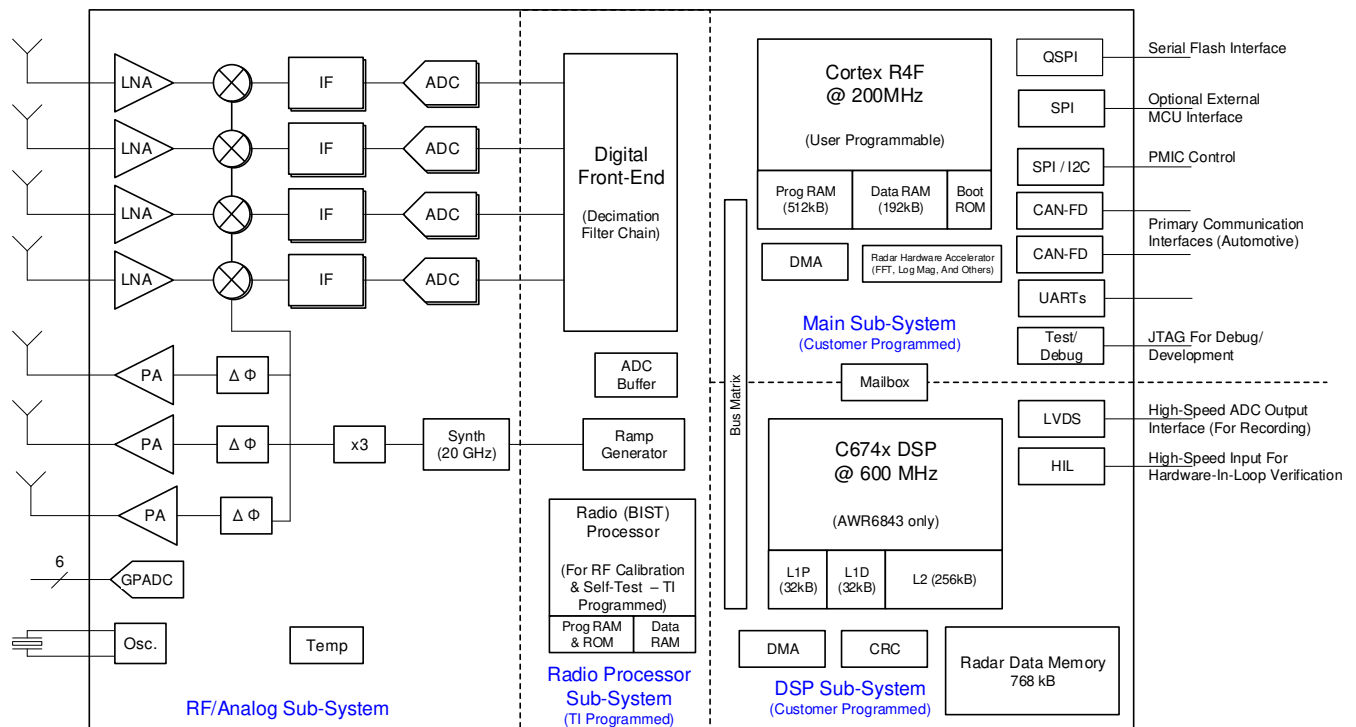 LNA
IF
ADC
LNA
IF
ADC
LNA
IF
ADC
LNA
IF
ADC
Digital
Front-End
(Decimation
Filter Chain)
PA
Δ Φ
PA
Δ Φ
PA
Δ Φ
x3
Synth
(20 GHz)
ADC
Buffer
Ramp
Generator
6
GPADC
Osc.
Temp
RF/Analog Sub-System
Radio (BIST)
Processor
(For RF Calibration
& Self-Test – TI
Programmed)
Prog RAM
& ROM
Data
RAM
Radio Processor
Sub-System
(TI Programmed)
Bus Matrix
Cortex R4F
@ 200MHz
(User Programmable)
Prog RAM
(512kB)
Data RAM
(192kB)
Boot
ROM
DMA
Radar Hardware Accelerator
(FFT, Log Mag, And Others)
Main Sub-System
(Customer Programmed)
Mailbox
C674x DSP
@ 600 MHz
(AWR6843 only)
L1P
(32kB)
L1D
(32kB)
L2 (256kB)
DMA
CRC
DSP Sub-System
(Customer Programmed)
Radar Data Memory
768 kB
QSPI
Serial Flash Interface
SPI
Optional External
MCU Interface
SPI / I2C
PMIC Control
CAN-FD
CAN-FD
Primary Communication
Interfaces (Automotive)
UARTs
Test/
Debug
JTAG For Debug/
Development
LVDS
High-Speed ADC Output
Interface (For Recording)
HIL
High-Speed Input For
Hardware-In-Loop Verification